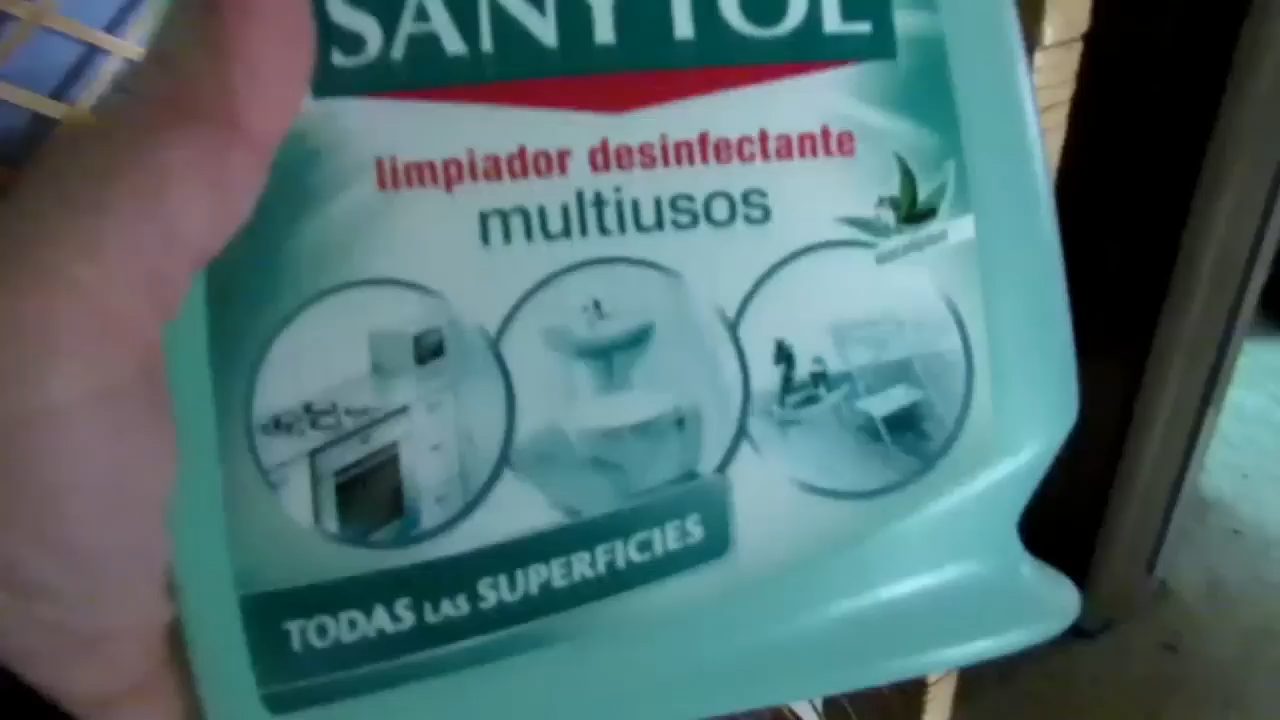 SANYTOL
limpiador desinfectante
multiusos
TODAS LAS SUPERFICIES